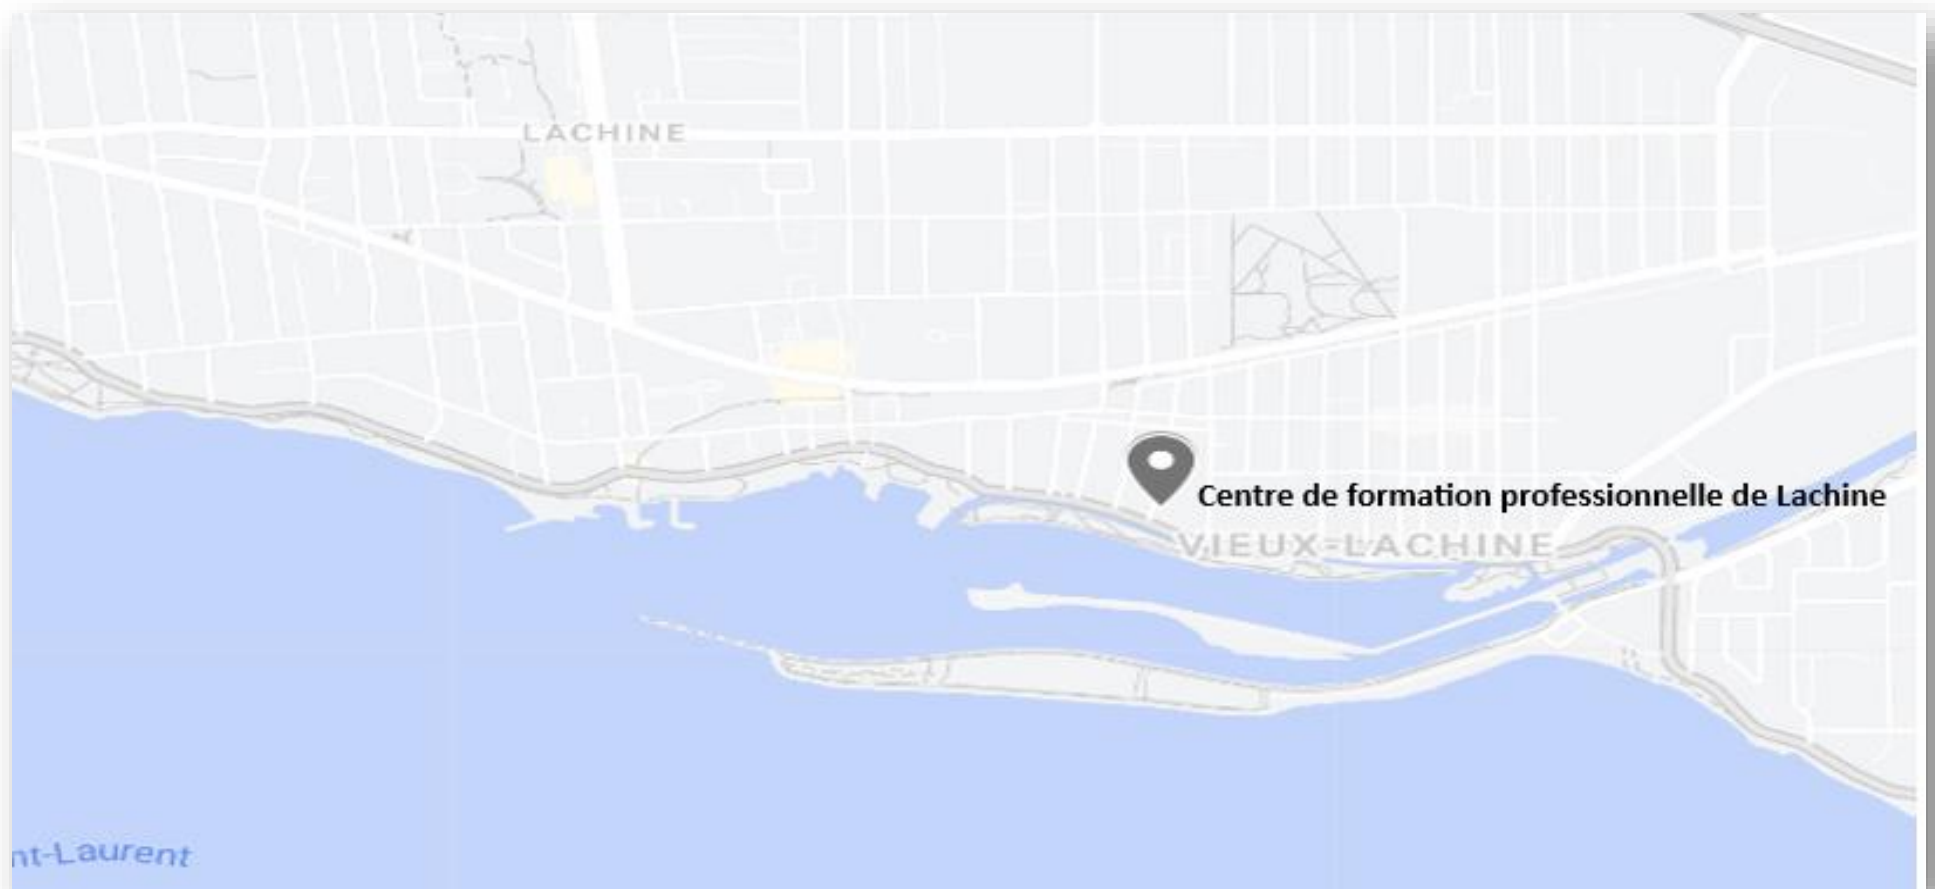 LACHINE
Centre de formation professionnelle de Lachine
VIEUX-LACHINE
nt-Laurent